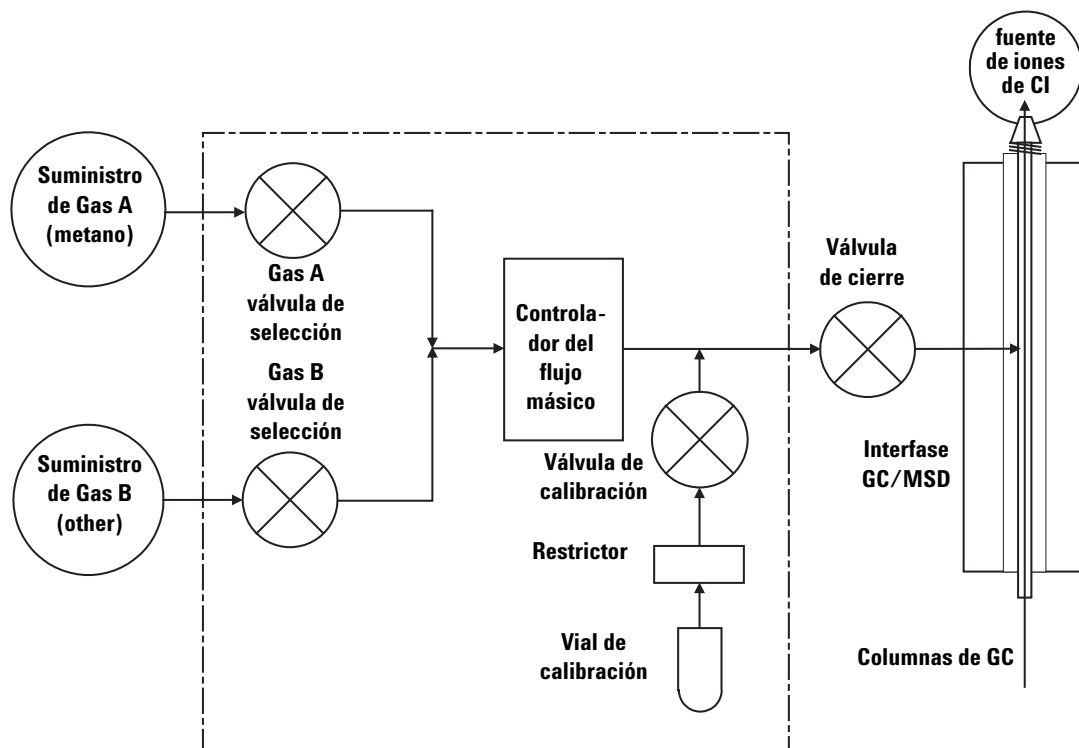 fuente
de iones
de CI
Suministro
de Gas A
(metano)
Gas A
válvula de
selección
Gas B
válvula de
selección
Suministro
de Gas B
(other)
Controla-
dor del
flujo
másico
Válvula
de cierre
Válvula de
calibración
Interfase
GC/MSD
Restrictor
Vial de
calibración
Columnas de GC